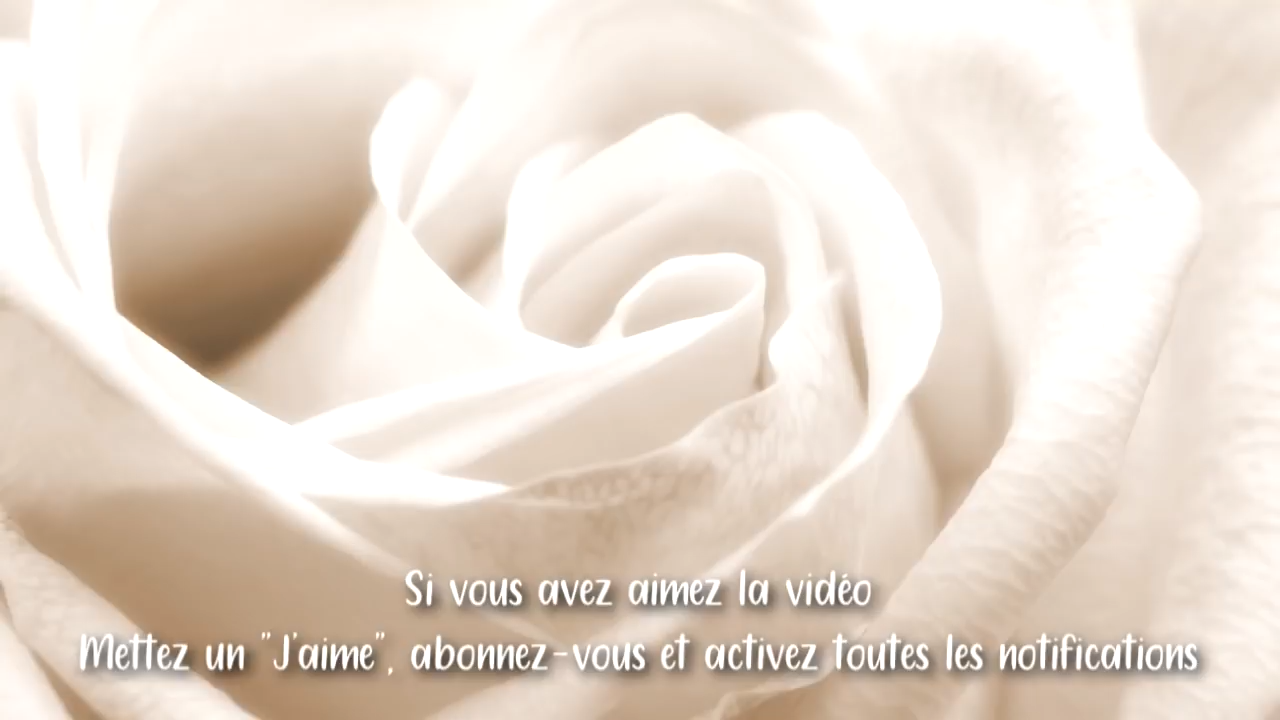 Si vous avez aimez la vidéo
Mettez un "J'aime", abonnez-vous et activez toutes les notifications